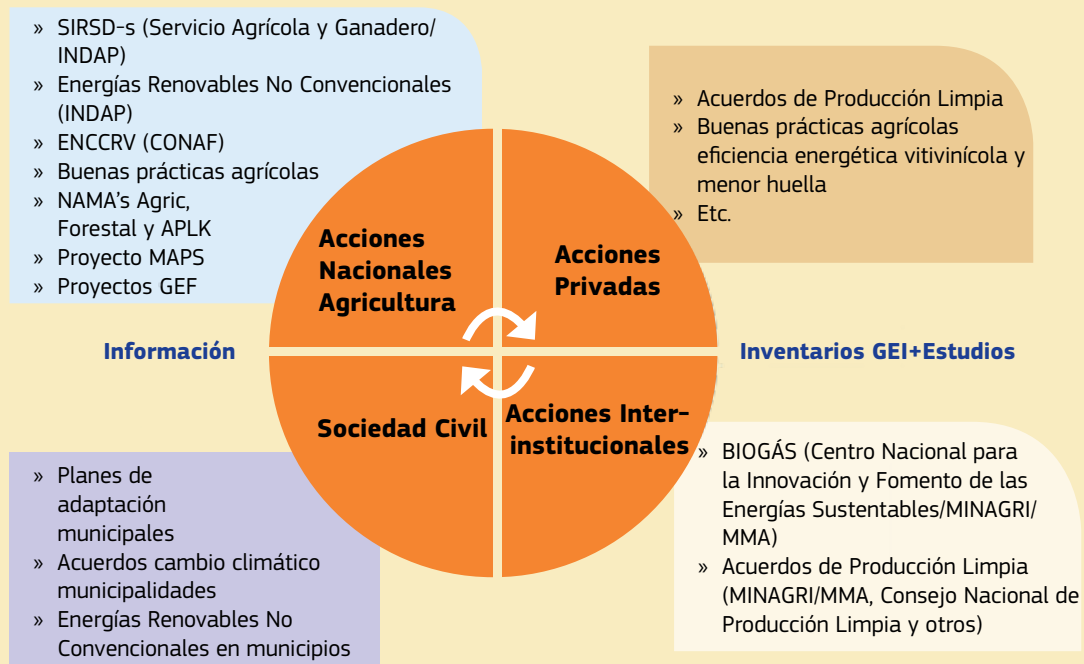 » SIRSD-s (Servicio Agrícola y Ganadero/
INDAP)
» Energías Renovables No Convencionales
(INDAP)
» ENCCRV (CONAF)
» Buenas prácticas agrícolas
» NAMA's Agric,
Forestal y APLK
» Proyecto MAPS
» Proyectos GEF
» Acuerdos de Producción Limpia
» Buenas prácticas agrícolas
eficiencia energética vitivinícola y
menor huella
» Etc.
Acciones
Nacionales
Agricultura
Acciones
Privadas
Información
Inventarios GEI+Estudios
Sociedad Civil
Acciones Inter-
institucionales
» Planes de
adaptación
municipales
» Acuerdos cambio climático
municipalidades
» Energías Renovables No
Convencionales en municipios
» BIOGÁS (Centro Nacional para
la Innovación y Fomento de las
Energías Sustentables/MINAGRI/
MMA)
» Acuerdos de Producción Limpia
(MINAGRI/MMA, Consejo Nacional de
Producción Limpia y otros)